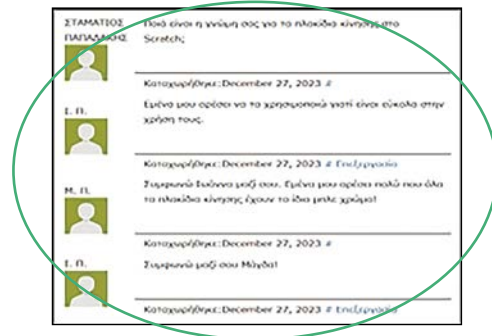 ΣΤΑΜΑΤΙΟΣ ΠΑΠΑΔΑΚΗΣ
Ποιά είναι η γνώμη σας για τα πλακίδια κίνησης στο
Scratch;
Καταχωρήθηκε:December 27, 2023 #
Ι. Π.
Εμένα μου αρέσει να τα χρησιμοποιώ γιατί είναι εύκολα στην
χρήση τους.
Καταχωρήθηκε:December 27, 2023 # Επεξεργασία
Μ. Π.
Συμφωνώ Ιωάννα μαζί σου. Εμένα μου αρέσει πολύ που όλα
τα πλακίδια κίνησης έχουν το ίδιο μπλε χρώμα!
Καταχωρήθηκε:December 27, 2023 #
Ι. Π.
Συμφωνώ μαζί σου Μάγδα!
Καταχωρήθηκε:December 27, 2023 # Επεξεργασία